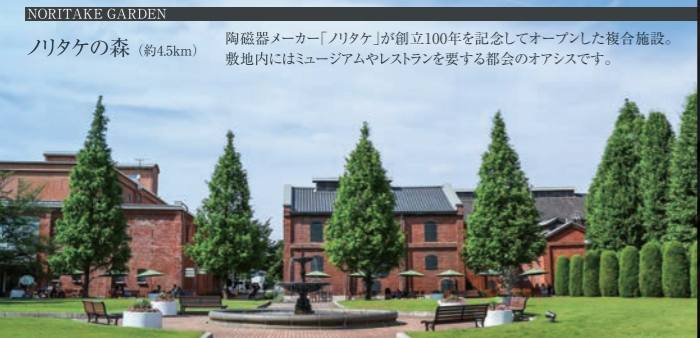 NORITAKE GARDEN
ノリタケの森（約4.5km）
陶磁器メーカー「ノリタケ」が創立100年を記念してオープンした複合施設。
敷地内にはミュージアムやレストランを要する都会のオアシスです。